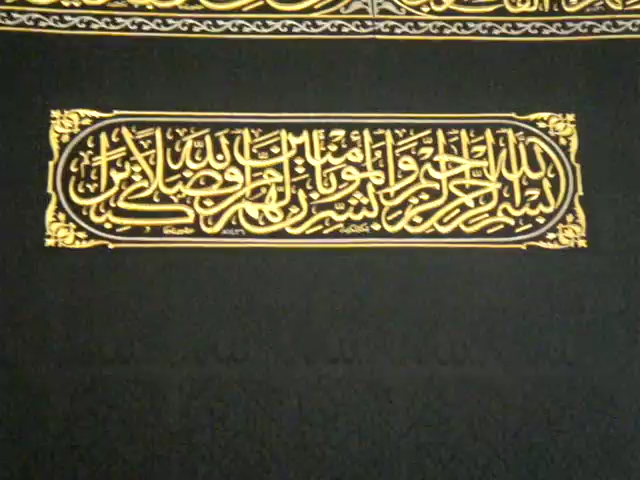 بسم الله الرحمن الرحيم وبشر المؤمنين بأن لهم من الله فضلا كبيرا